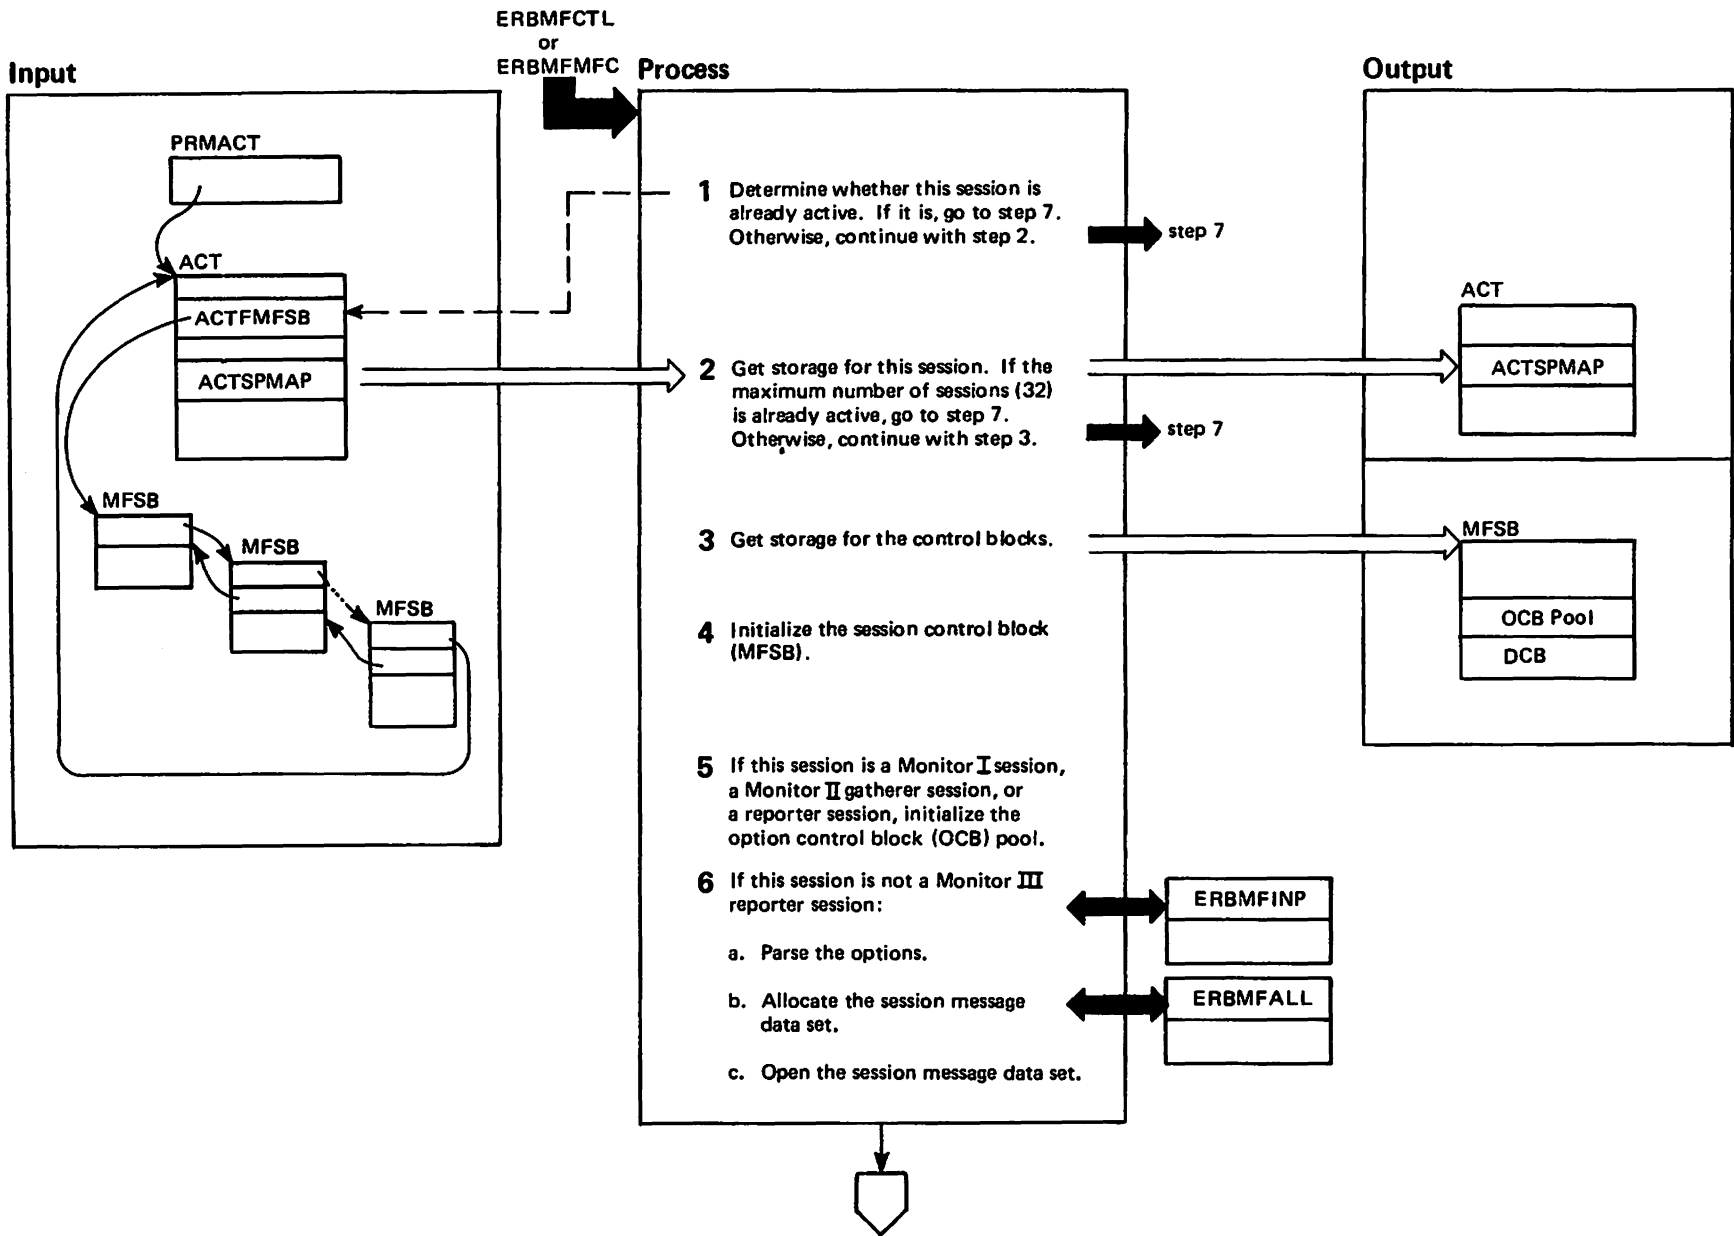 ERBMFCTL
or
ERBMFMFC
Input
Process
Output
PRMACT
ACT
ACTFMFSB
ACTSPMAP
MFSB
MFSB
MFSB
1 Determine whether this session is
already active. If it is, go to step 7.
Otherwise, continue with step 2.
step 7
2 Get storage for this session. If the
maximum number of sessions (32)
is already active, go to step 7.
Otherwise, continue with step 3.
step 7
3 Get storage for the control blocks.
4 Initialize the session control block
(MFSB).
5 If this session is a Monitor I session,
a Monitor II gatherer session, or
a reporter session, initialize the
option control block (OCB) pool.
6 If this session is not a Monitor III
reporter session:
a. Parse the options.
b. Allocate the session message
data set.
c. Open the session message data set.
ERBMFINP
ERBMFALL
ACT
ACTSPMAP
MFSB
OCB Pool
DCB